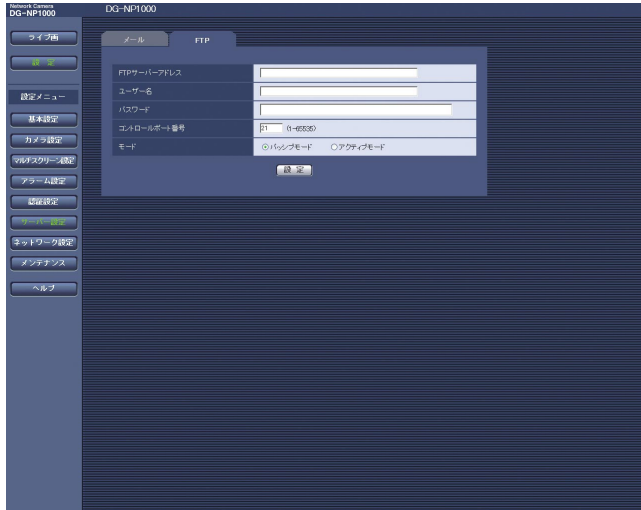 Network Camera
DG-NP1000
DG-NP1000
ライブ画
設 定
設定メニュー
基本設定
カメラ設定
マルチスクリーン設定
アラーム設定
認証設定
サーバー設定
ネットワーク設定
メンテナンス
ヘルプ
メール
FTP
FTPサーバーアドレス
ユーザー名
パスワード
コントロールポート番号
21 (1-65535)
モード
パッシブモード アクティブモード
設 定